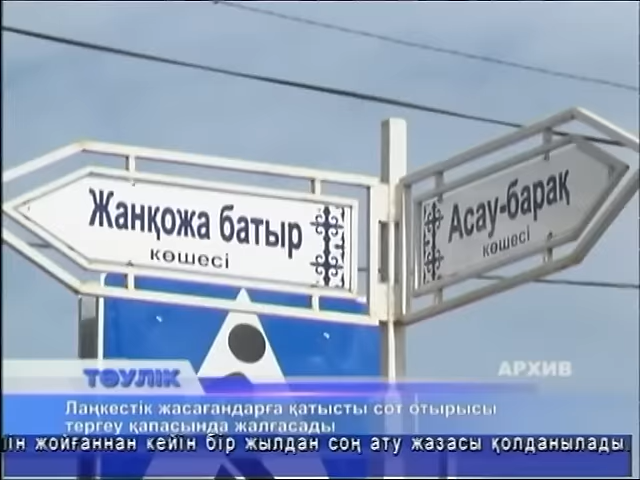 Жанқожа батыр
көшесі
Асау-барақ
көшесі
АРХИВ
ТӘУЛІК
Лаңкестік жасағандарға қатысты сот отырысы
тергеу қапасында жалғасады
ін жойғаннан кейін бір жылдан соң ату жазасы қолданылады